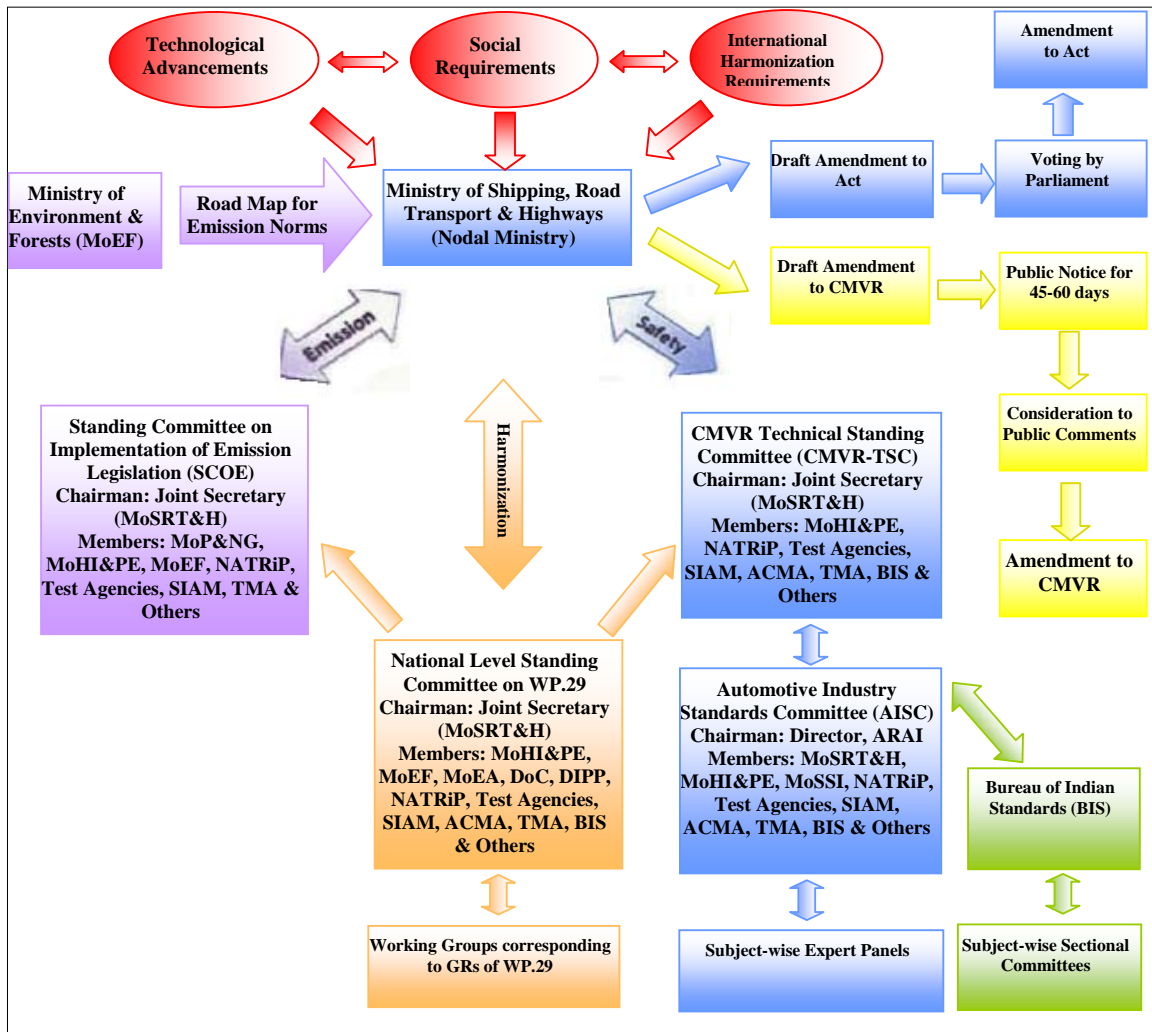 Technological
Advancements
Social
Requirements
International
Harmonization
Requirements
Amendment
to Act
Ministry of
Environment &
Forests (MoEF)
Road Map for
Emission Norms
Ministry of Shipping, Road
Transport & Highways
(Nodal Ministry)
Draft Amendment to
Act
Voting by
Parliament
Draft Amendment
to CMVR
Public Notice for
45-60 days
Emission
Safety
Harmonization
Consideration to
Public Comments
Amendment to
CMVR
Standing Committee on
Implementation of Emission
Legislation (SCOE)
Chairman: Joint Secretary
(MoSRT&H)
Members: MoP&NG,
MoHI&PE, MoEF, NATRiP,
Test Agencies, SIAM, TMA &
Others
CMVR Technical Standing
Committee (CMVR-TSC)
Chairman: Joint Secretary
(MoSRT&H)
Members: MoHI&PE,
NATRiP, Test Agencies,
SIAM, ACMA, TMA, BIS &
Others
National Level Standing
Committee on WP.29
Chairman: Joint Secretary
(MoSRT&H)
Members: MoHI&PE,
MoEF, MoEA, DoC, DIPP,
NATRiP, Test Agencies,
SIAM, ACMA, TMA, BIS
& Others
Automotive Industry
Standards Committee (AISC)
Chairman: Director, ARAI
Members: MoSRT&H,
MoHI&PE, MoSSI, NATRiP,
Test Agencies, SIAM,
ACMA, TMA, BIS & Others
Bureau of Indian
Standards (BIS)
Working Groups corresponding
to GRs of WP.29
Subject-wise Expert Panels
Subject-wise Sectional
Committees